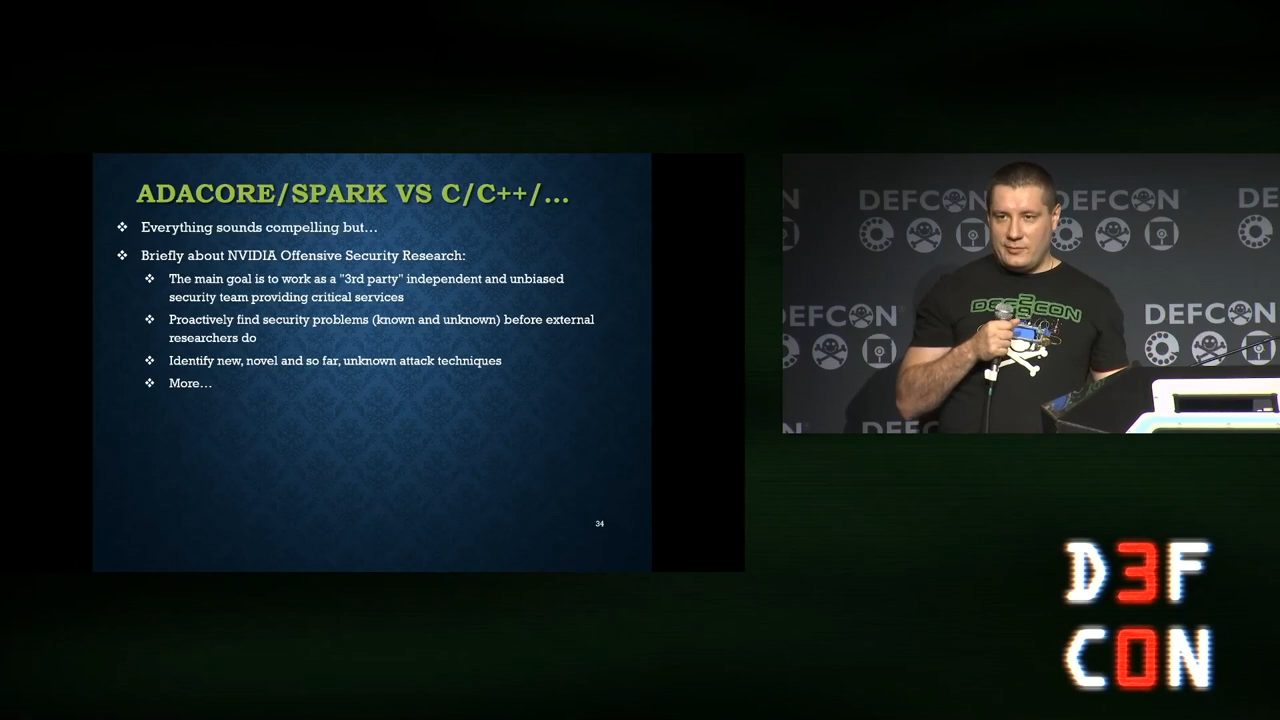 ADACORE/SPARK VS C/C++/...
Everything sounds compelling but...
Briefly about NVIDIA Offensive Security Research:
The main goal is to work as a "3rd party" independent and unbiased
security team providing critical services
Proactively find security problems (known and unknown) before external
researchers do
Identify new, novel and so far, unknown attack techniques
More...
34
DEFCON
DEFCON
DE
DEFCON
DEFCON
DEFCON
DEFC
D3F
C0N